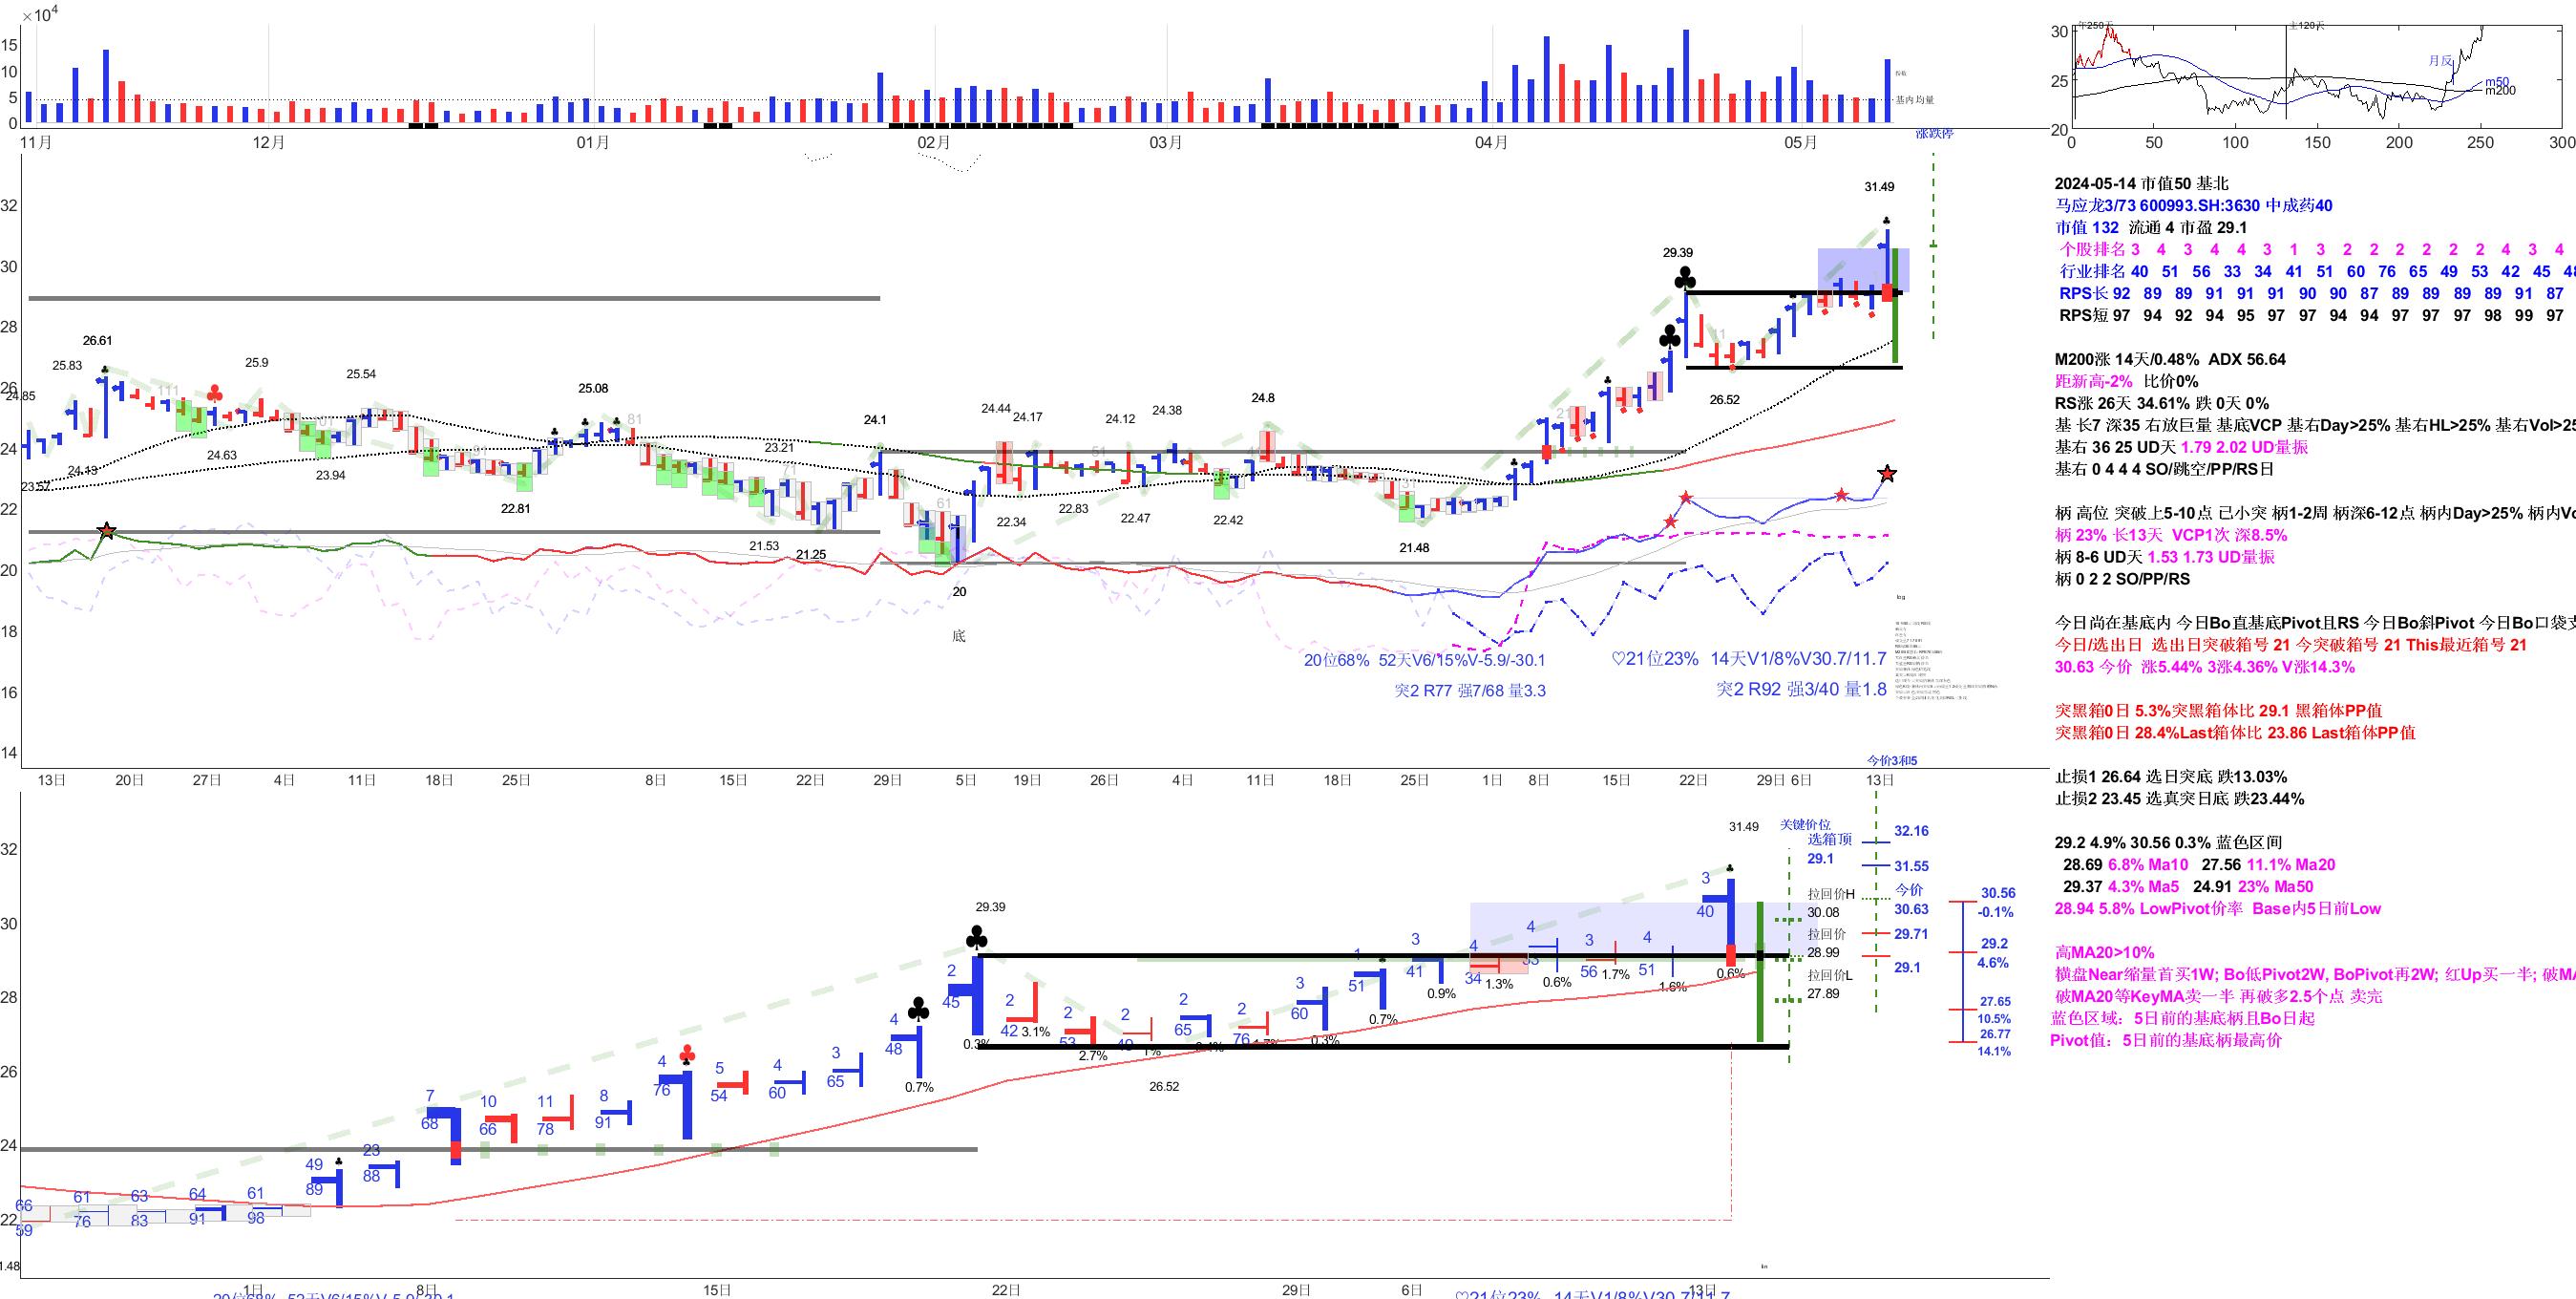 ×10⁴
15
10
5
0
基内均量
11月 12月 01月 02月 03月 04月 05月
涨跌停
年250天 主120天
月反
m50
m200
30
25
20
0 50 100 150 200 250 300
32
30
28
26
24
22
20
18
16
14
24.85 25.83 26.61 25.9 25.54 25.08 24.1 24.44 24.17 24.12 24.38 24.8 29.39 31.49
111 81 61 51 11
23.57 24.13 24.63 23.94 22.81 23.21 21.53 21.25 20 22.34 22.83 22.47 22.42 21.48 26.52
底
log
20位68% 52天V6/15%V-5.9/-30.1
突2 R77 强7/68 量3.3
♡21位23% 14天V1/8%V30.7/11.7
突2 R92 强3/40 量1.8
今价3和5
13日 20日 27日 4日 11日 18日 25日 8日 15日 22日 29日 5日 19日 26日 4日 11日 18日 25日 1日 8日 15日 22日 29日 6日 13日
2024-05-14 市值50 基北
马应龙3/73 600993.SH:3630 中成药40
市值 132 流通 4 市盈 29.1
个股排名 3 4 3 4 4 3 1 3 2 2 2 2 2 2 4 3 4
行业排名 40 51 56 33 34 41 51 60 76 65 49 53 42 45 48
RPS长 92 89 89 91 91 91 90 90 87 89 89 89 89 91 87
RPS短 97 94 92 94 95 97 97 94 94 97 97 97 98 99 97
M200涨 14天/0.48% ADX 56.64
距新高-2% 比价0%
RS涨 26天 34.61% 跌 0天 0%
基 长7 深35 右放巨量 基底VCP 基右Day>25% 基右HL>25% 基右Vol>25
基右 36 25 UD天 1.79 2.02 UD量振
基右 0 4 4 4 SO/跳空/PP/RS日
柄 高位 突破上5-10点 已小突 柄1-2周 柄深6-12点 柄内Day>25% 柄内Vo
柄 23% 长13天 VCP1次 深8.5%
柄 8-6 UD天 1.53 1.73 UD量振
柄 0 2 2 SO/PP/RS
今日尚在基底内 今日Bo直基底Pivot且RS 今日Bo斜Pivot 今日Bo口袋支
今日/选出日 选出日突破箱号 21 今突破箱号 21 This最近箱号 21
30.63 今价 涨5.44% 3涨4.36% V涨14.3%
突黑箱0日 5.3%突黑箱体比 29.1 黑箱体PP值
突黑箱0日 28.4%Last箱体比 23.86 Last箱体PP值
止损1 26.64 选日突底 跌13.03%
止损2 23.45 选真突日底 跌23.44%
29.2 4.9% 30.56 0.3% 蓝色区间
28.69 6.8% Ma10 27.56 11.1% Ma20
29.37 4.3% Ma5 24.91 23% Ma50
28.94 5.8% LowPivot价率 Base内5日前Low
高MA20>10%
横盘Near缩量首买1W; Bo低Pivot2W, BoPivot再2W; 红Up买一半; 破MA
破MA20等KeyMA卖一半 再破多2.5个点 卖完
蓝色区域: 5日前的基底柄且Bo日起
Pivot值: 5日前的基底柄最高价
32
30
28
26
24
22
1.48
66 61 63 64 61 49 23 7 10 11 8 4 5 4 3 4 2 2 2 2 2 2 3 1 3 4 4 3 4 3
59 76 83 91 98 89 88 68 66 78 91 76 54 60 65 48 45 42 53 49 65 76 60 51 41 34 53 56 51 40
0.7% 0.3% 3.1% 2.7% 1% 0.3% 0.7% 0.9% 1.3% 0.6% 1.7% 1.6% 0.6%
29.39
26.52
31.49
关键价位
选箱顶
29.1
拉回价H
30.08
拉回价
28.99
拉回价L
27.89
32.16
31.55
今价
30.63
29.71
29.1
30.56
-0.1%
29.2
4.6%
27.65
10.5%
26.77
14.1%
1日 8日 15日 22日 29日 6日 13日
20位68% 52天V6/15%V-5.9/-30.1
♡21位23% 14天V1/8%V30.7/11.7